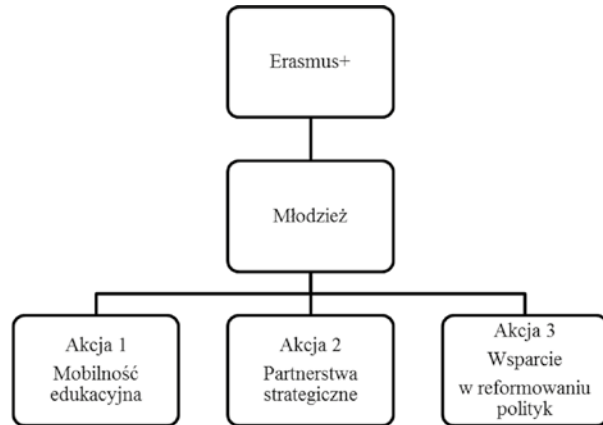 Erasmus+
Młodzież
Akcja 1
Mobilność
edukacyjna
Akcja 2
Partnerstwa
strategiczne
Akcja 3
Wsparcie
w reformowaniu
polityk